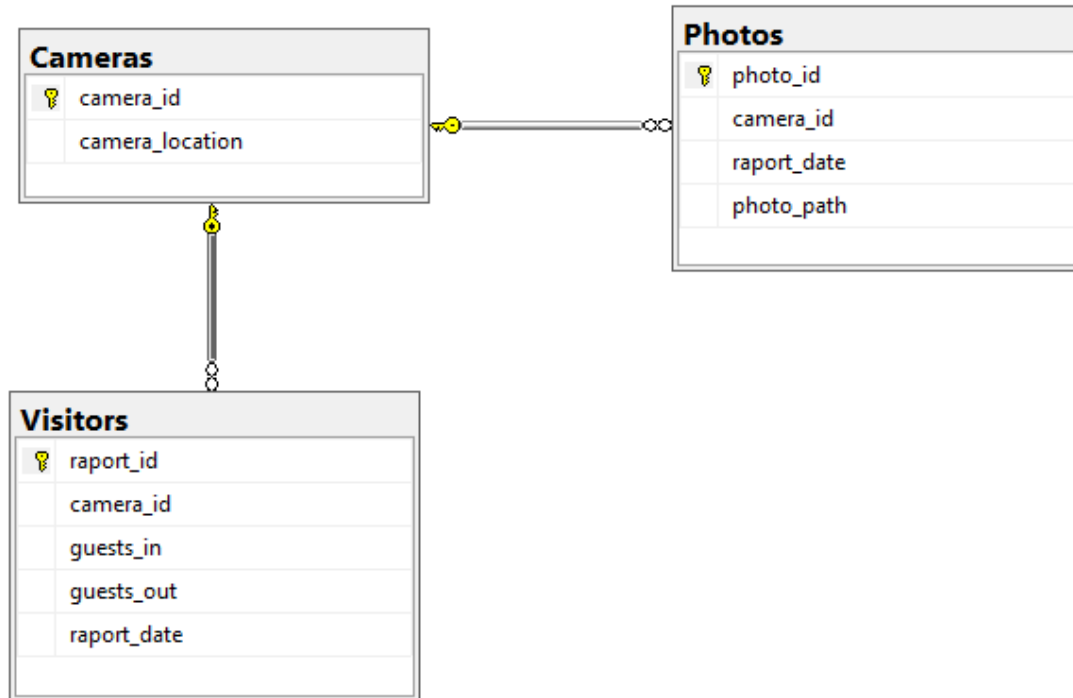 Cameras
camera_id
camera_location
Photos
photo_id
camera_id
raport_date
photo_path
Visitors
raport_id
camera_id
guests_in
guests_out
raport_date